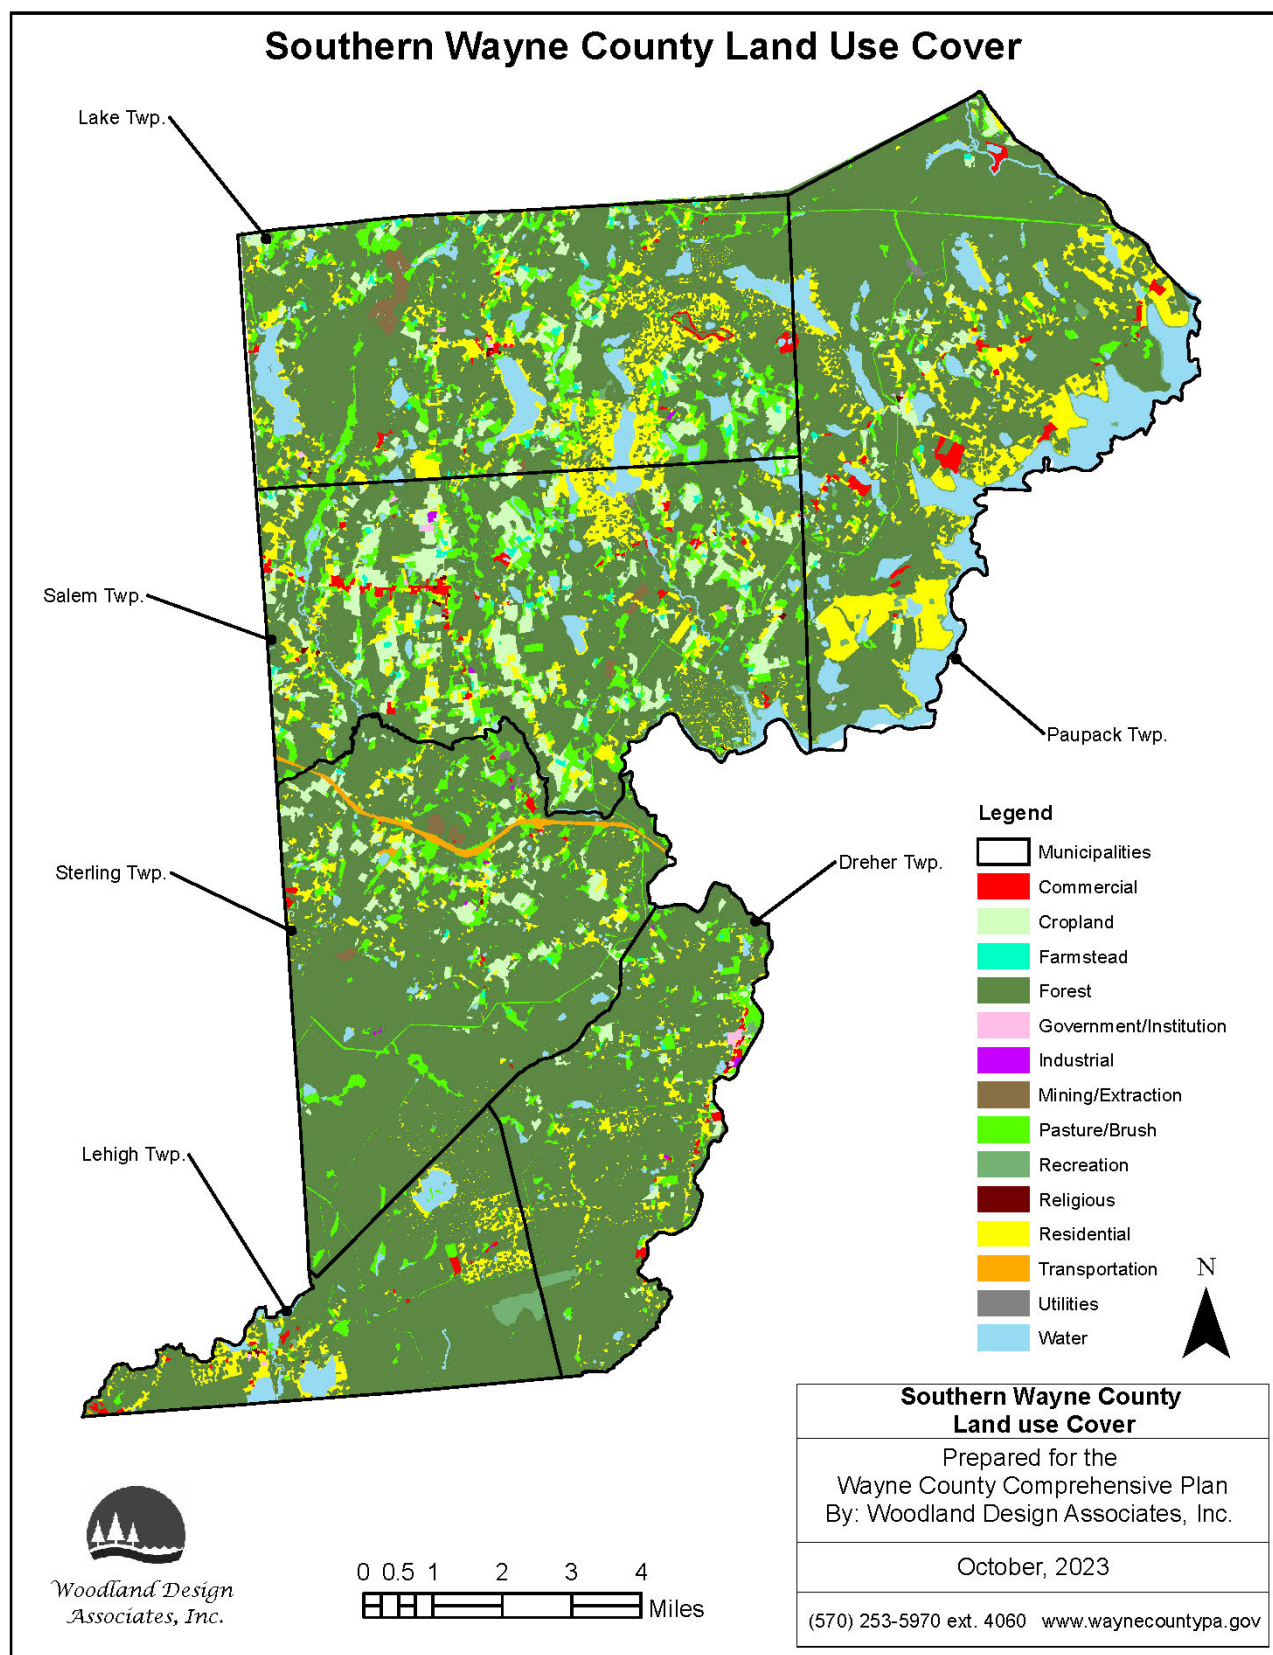 Southern Wayne County Land Use Cover
Lake Twp.
Salem Twp.
Paupack Twp.
Sterling Twp.
Dreher Twp.
Lehigh Twp.
Legend
Municipalities
Commercial
Cropland
Farmstead
Forest
Government/Institution
Industrial
Mining/Extraction
Pasture/Brush
Recreation
Religious
Residential
Transportation
Utilities
Water
N
Southern Wayne County
Land use Cover
Prepared for the
Wayne County Comprehensive Plan
By: Woodland Design Associates, Inc.
October, 2023
(570) 253-5970 ext. 4060 www.waynecountypa.gov
Woodland Design
Associates, Inc.
0 0.5 1 2 3 4
Miles